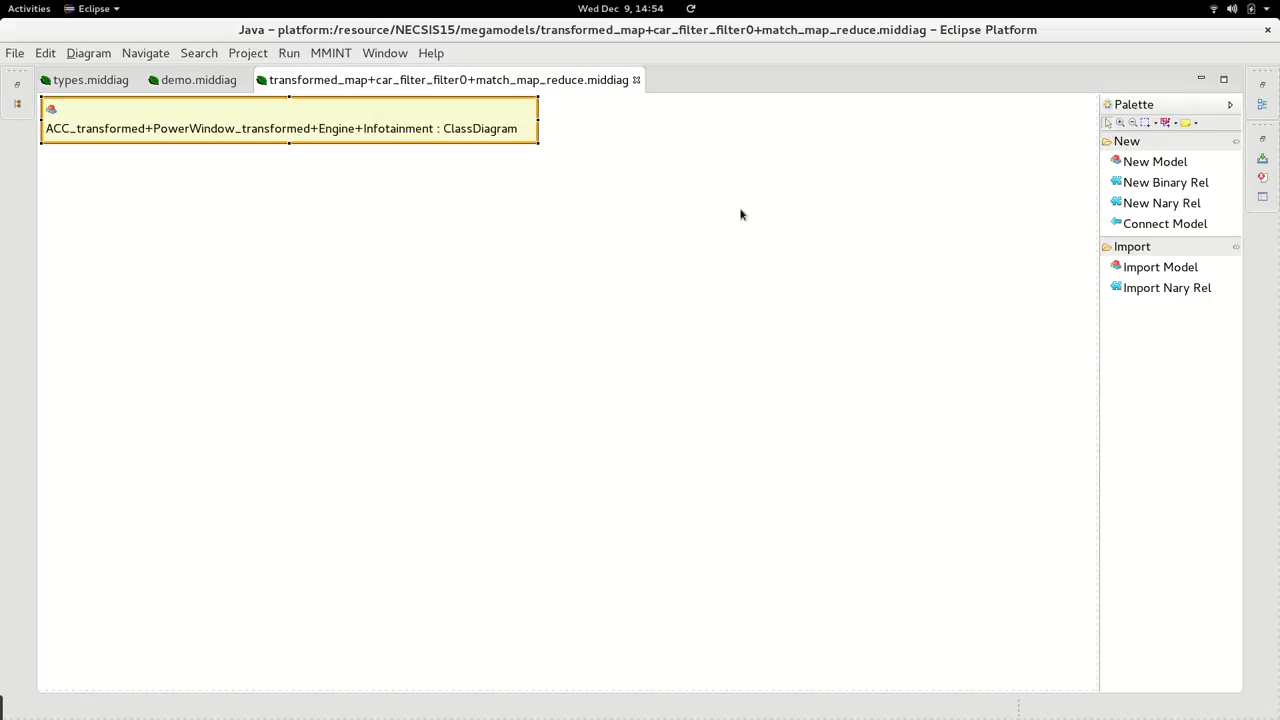 Activities Eclipse Wed Dec 9, 14:54
Java – platform:/resource/NECSIS15/megamodels/transformed_map+car_filter_filter0+match_map_reduce.middiag – Eclipse Platform
File Edit Diagram Navigate Search Project Run MMINT Window Help
types.middiag demo.middiag transformed_map+car_filter_filter0+match_map_reduce.middiag
ACC_transformed+PowerWindow_transformed+Engine+Infotainment : ClassDiagram
Palette
New
New Model
New Binary Rel
New Nary Rel
Connect Model
Import
Import Model
Import Nary Rel